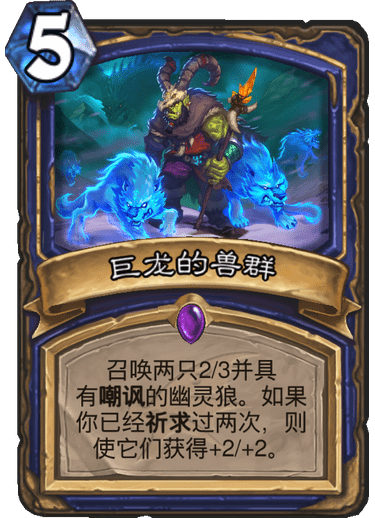 5
巨龙的兽群
召唤两只2/3并具
有嘲讽的幽灵狼。如果
你已经祈求过两次，则
使它们获得+2/+2。